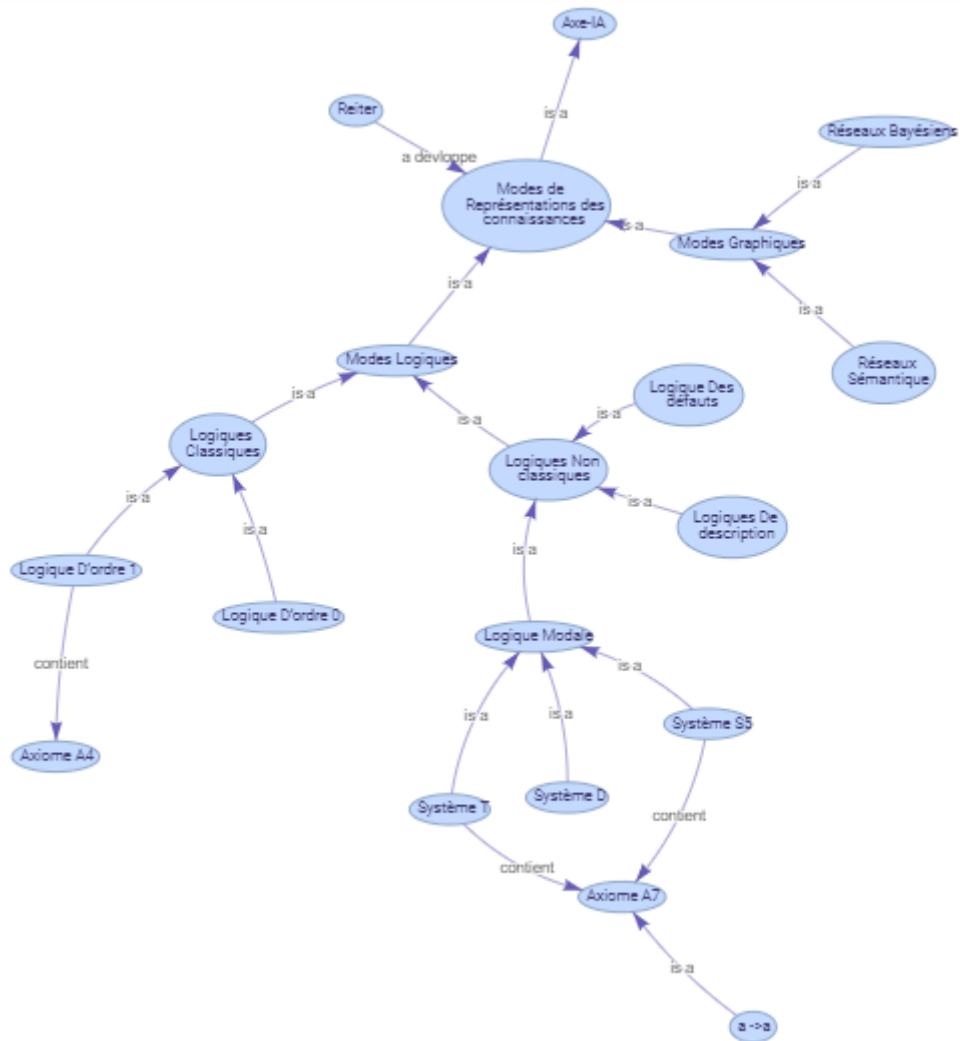 Axe-IA
is-a
Reiter
a dévloppe
Réseaux Bayésiens
is-a
Modes de
Représentations des
connaissances
is-a
Modes Graphiques
is-a
is-a
Modes Logiques
Réseaux
Sémantique
is-a
is-a
Logique Des
défauts
is-a
Logiques
Classiques
Logiques Non
classiques
is-a
is-a
Logiques De
description
is-a
is-a
is-a
Logique D'ordre 1
Logique D'ordre 0
Logique Modale
contient
is-a
is-a
is-a
Système S5
Axiome A4
Système T
Système D
contient
contient
Axiome A7
is-a
a ->a